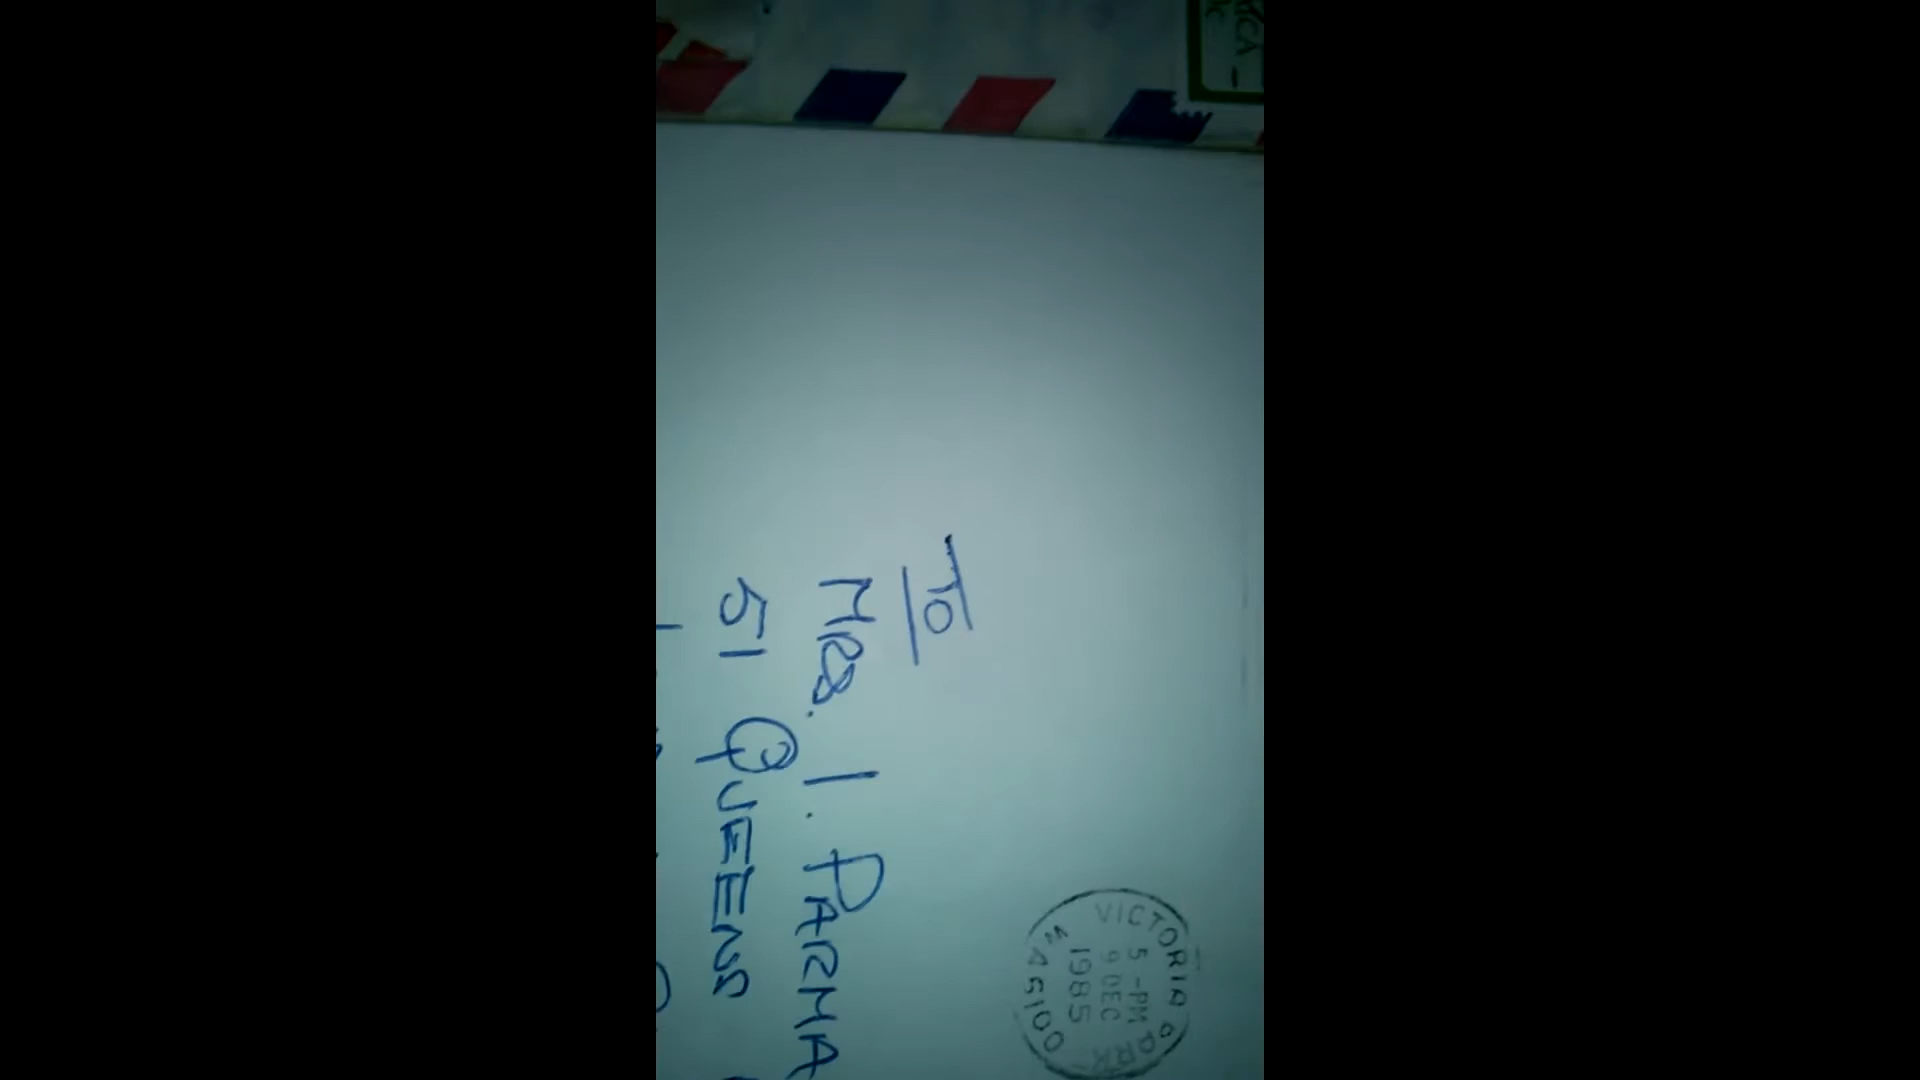 To
Mrs. I. PARMA
51 QUEENS
VICTORIA PARK
5 - PM
9 DEC
1985
WA 6100